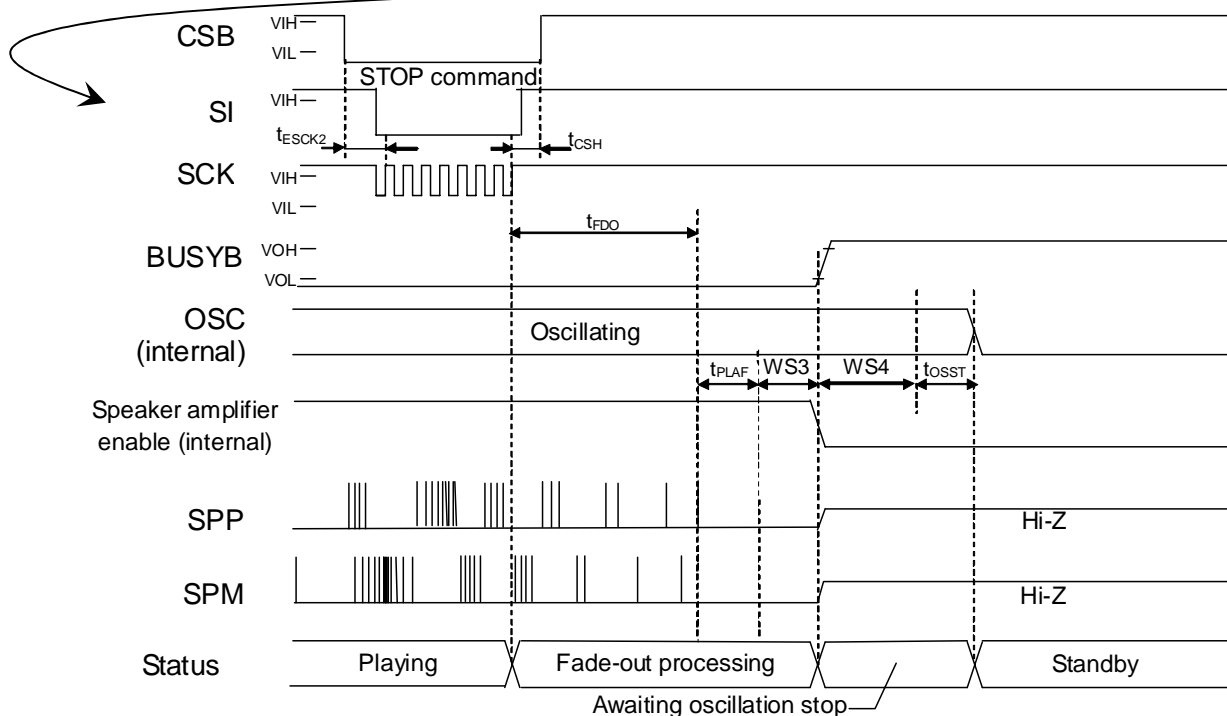 CSB
VIH
VIL
STOP command
SI
VIH
tESCK2
tCSH
SCK
VIH
VIL
tFDO
BUSYB
VOH
VOL
OSC
(internal)
Oscillating
tPLAF
WS3
WS4
tOSST
Speaker amplifier
enable (internal)
SPP
Hi-Z
SPM
Hi-Z
Status
Playing
Fade-out processing
Standby
Awaiting oscillation stop